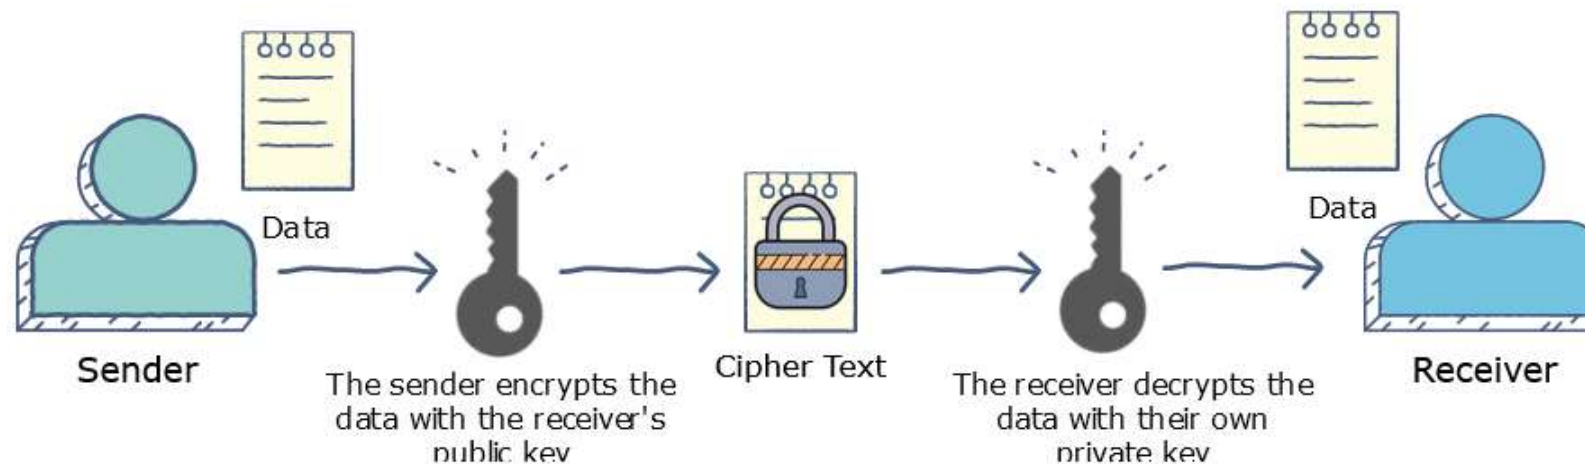 Data
Sender
The sender encrypts the
data with the receiver's
public key
Cipher Text
The receiver decrypts the
data with their own
private key
Data
Receiver